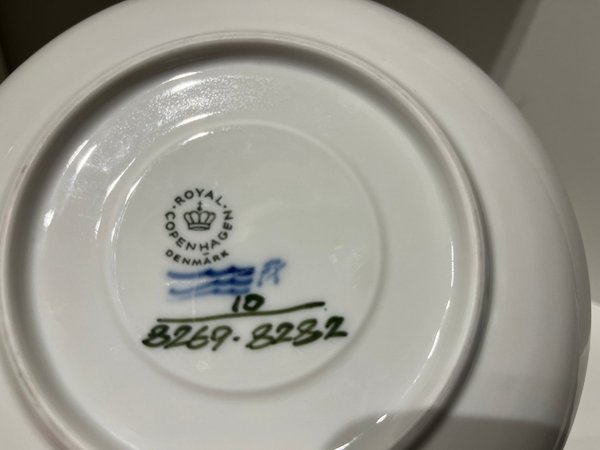 ROYAL
COPENHAGEN
DENMARK
10
8269.8282